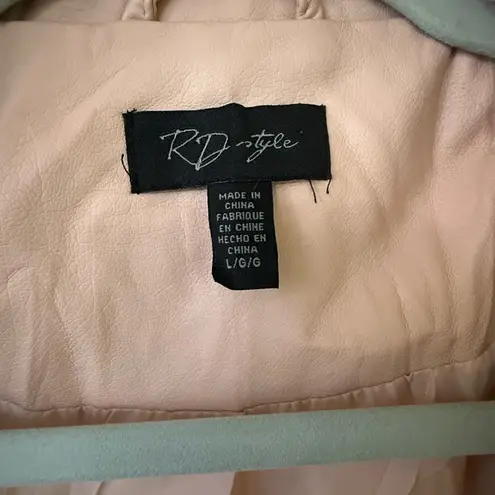 RD style
MADE IN
CHINA
FABRIQUE
EN CHINE
HECHO EN
CHINA
L/G/G